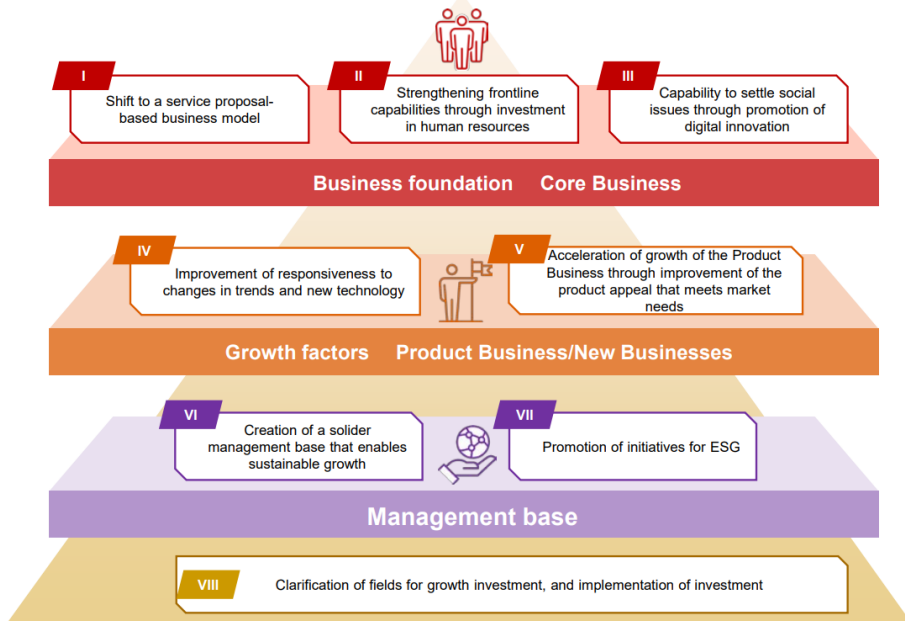 I
Shift to a service proposal-
based business model
II
Strengthening frontline
capabilities through investment
in human resources
III
Capability to settle social
issues through promotion of
digital innovation
Business foundation Core Business
IV
Improvement of responsiveness to
changes in trends and new technology
V
Acceleration of growth of the Product
Business through improvement of the
product appeal that meets market
needs
Growth factors Product Business/New Businesses
VI
Creation of a solider
management base that enables
sustainable growth
VII
Promotion of initiatives for ESG
Management base
VIII
Clarification of fields for growth investment, and implementation of investment